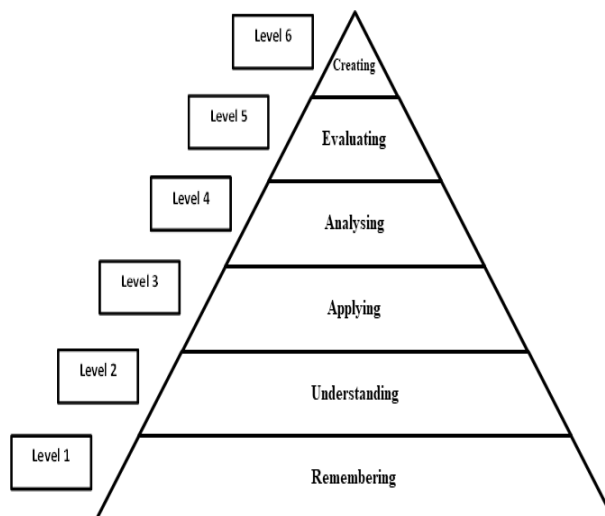 Level 6
Creating
Level 5
Evaluating
Level 4
Analysing
Level 3
Applying
Level 2
Understanding
Level 1
Remembering